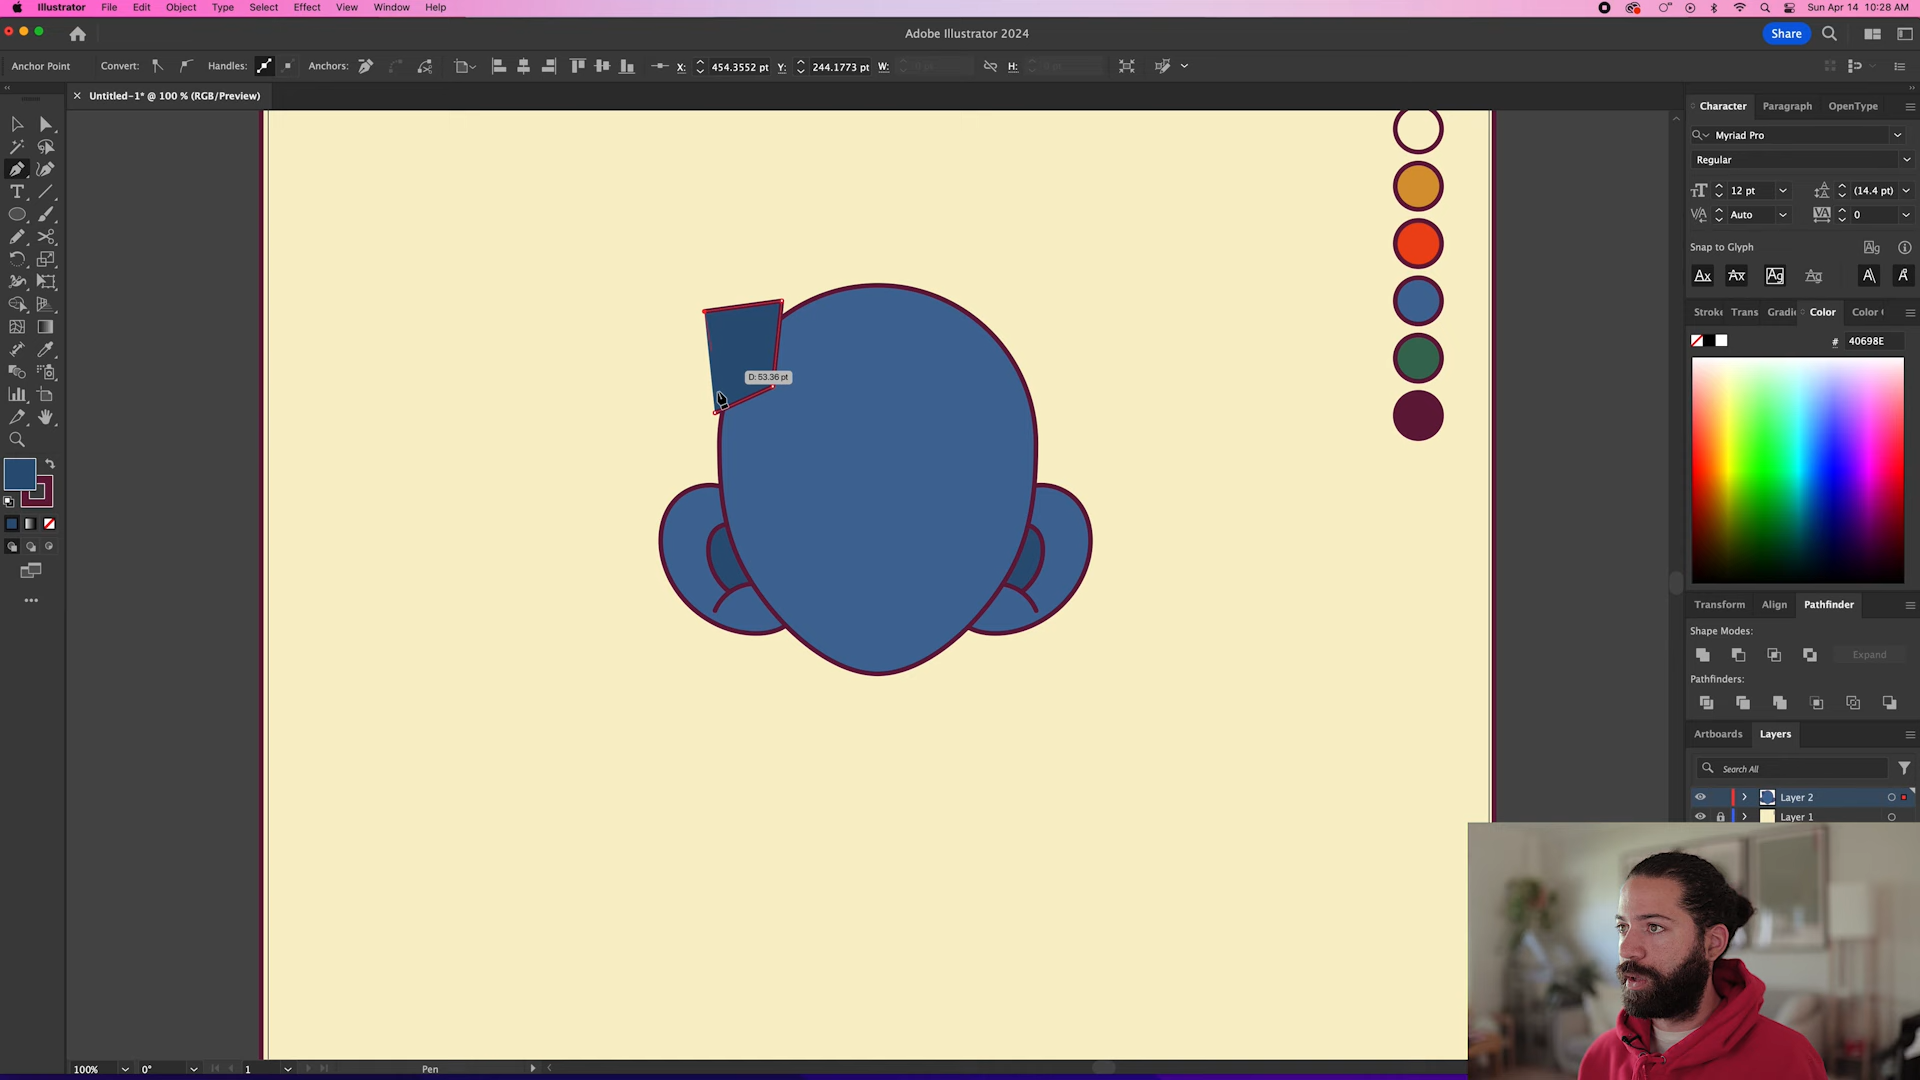 Illustrator File Edit Object Type Select Effect View Window Help
Sun Apr 14 10:28 AM
Adobe Illustrator 2024
Share
Anchor Point
Convert:
Handles:
Anchors:
X: 454.3552 pt
Y: 244.1773 pt
W:
H:
Untitled-1* @ 100 % (RGB/Preview)
Character Paragraph OpenType
Myriad Pro
Regular
12 pt
(14.4 pt)
Auto
0
Snap to Glyph
Stroke Trans Gradi Color Color
# 40698E
D: 53.36 pt
Transform Align Pathfinder
Shape Modes:
Expand
Pathfinders:
Artboards Layers
Search All
Layer 2
Layer 1
100%
0°
1
Pen